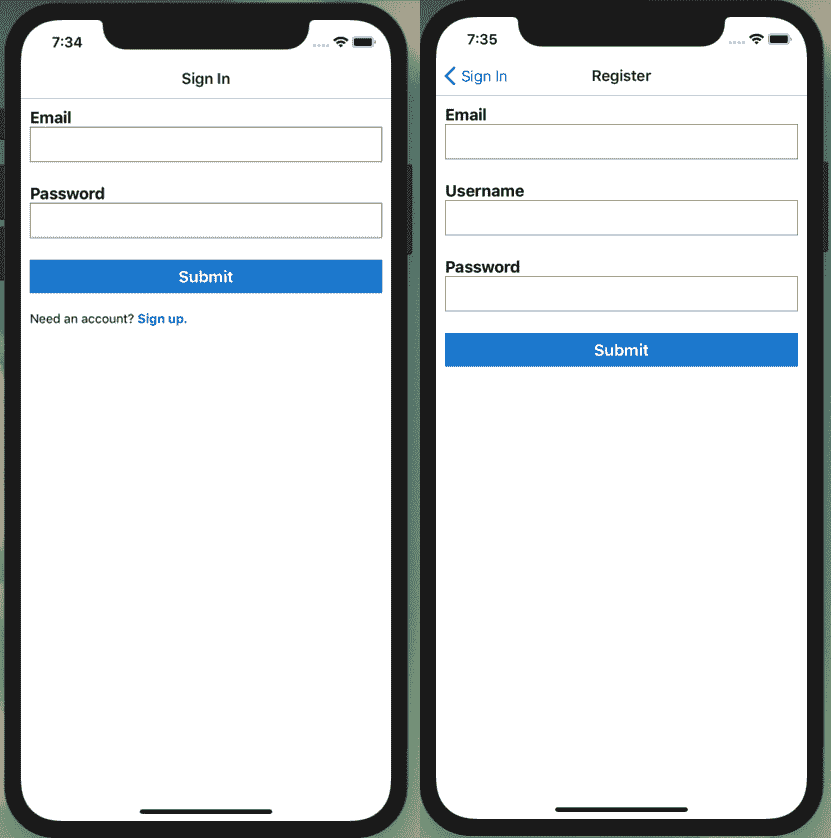 7:34
Sign In
Email
Password
Submit
Need an account? Sign up.
7:35
Sign In
Register
Email
Username
Password
Submit